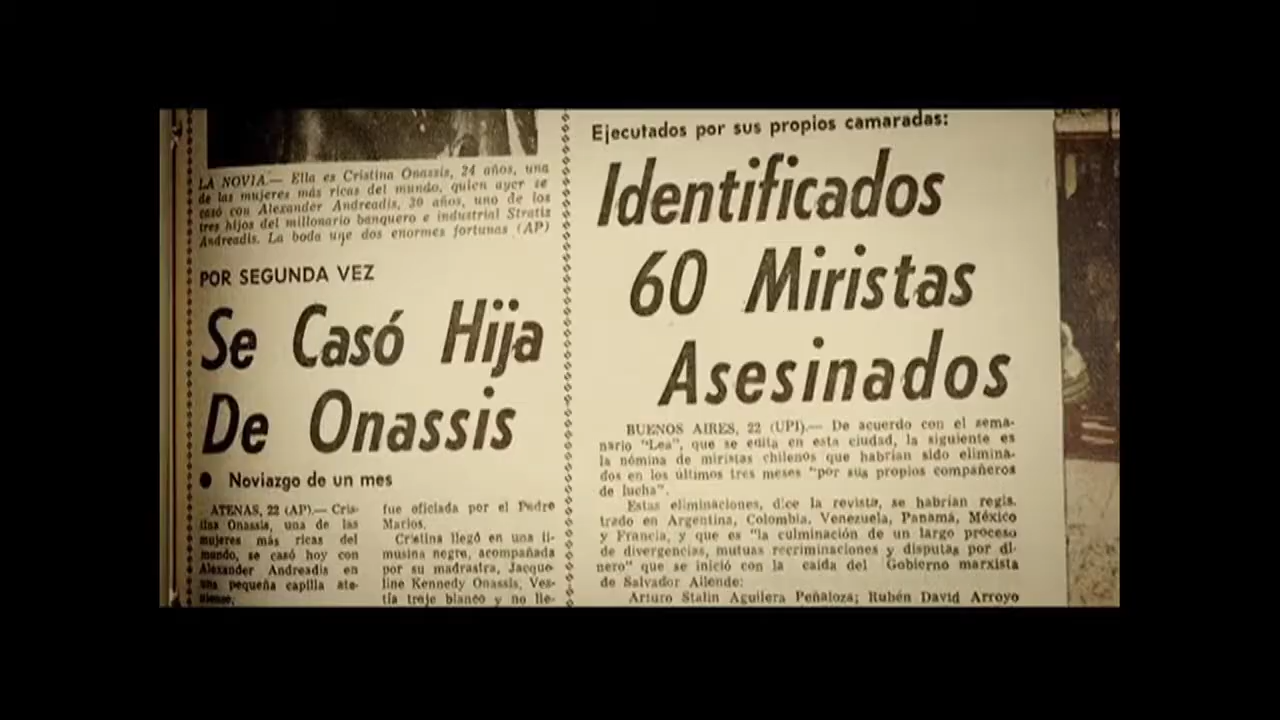 LA NOVIA.— Ella es Cristina Onassis, 24 años, una
de las mujeres más ricas del mundo, quien ayer se
casó con Alexander Andreadis, 30 años, uno de los
tres hijos del millonario banquero e industrial Stratis
Andreadis. La boda une dos enormes fortunas (AP)
POR SEGUNDA VEZ
Se Casó Hija
De Onassis
● Noviazgo de un mes
ATENAS, 22 (AP).— Cris-
tina Onassis, una de las
mujeres más ricas del
mundo, se casó hoy con
Alexander Andreadis en
una pequeña capilla ate-
niense,
fue oficiada por el Padre
Marios.
Cristina llegó en una li-
musina negra, acompañada
por su madrastra, Jacque-
line Kennedy Onassis, Ves-
tía traje blanco y no lle-
Ejecutados por sus propios camaradas:
Identificados
60 Miristas
Asesinados
BUENOS AIRES, 22 (UPI).— De acuerdo con el sema-
nario "Lea", que se edita en esta ciudad, la siguiente es
la nómina de miristas chilenos que habrían sido elimina-
dos en los últimos tres meses "por sus propios compañeros
de lucha".
Estas eliminaciones, dice la revista, se habrían regis.
trado en Argentina, Colombia, Venezuela, Panamá, México
y Francia, y que es "la culminación de un largo proceso
de divergencias, mutuas recriminaciones y disputas por di-
nero" que se inició con la caída del Gobierno marxista
de Salvador Allende:
Arturo Stalin Aguilera Peñaloza; Rubén David Arroyo